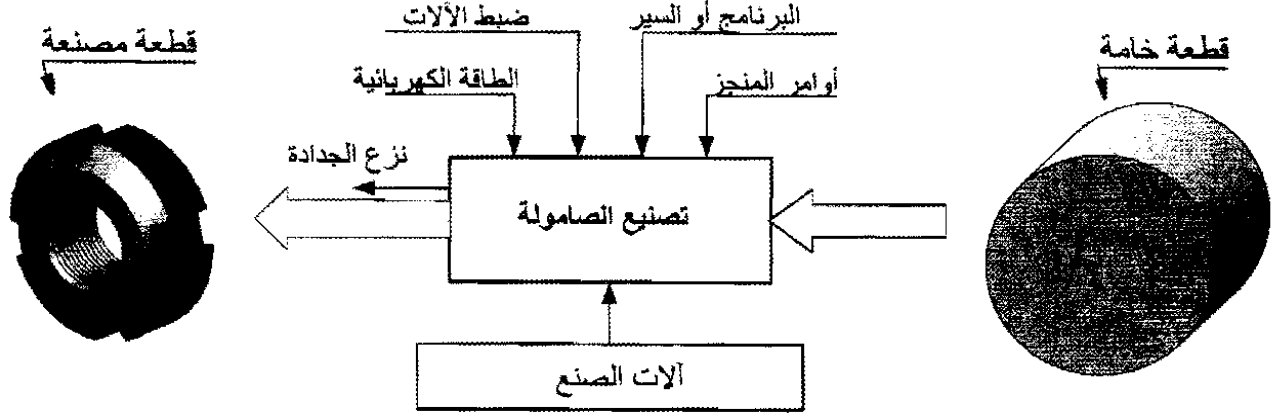 قطعة خامة
البرنامج أو السير
ضبط الآلات
قطعة مصنعة
أوامر المنجز
الطاقة الكهربائية
نزع الجدادة
تصنيع الصامولة
آلات الصنع